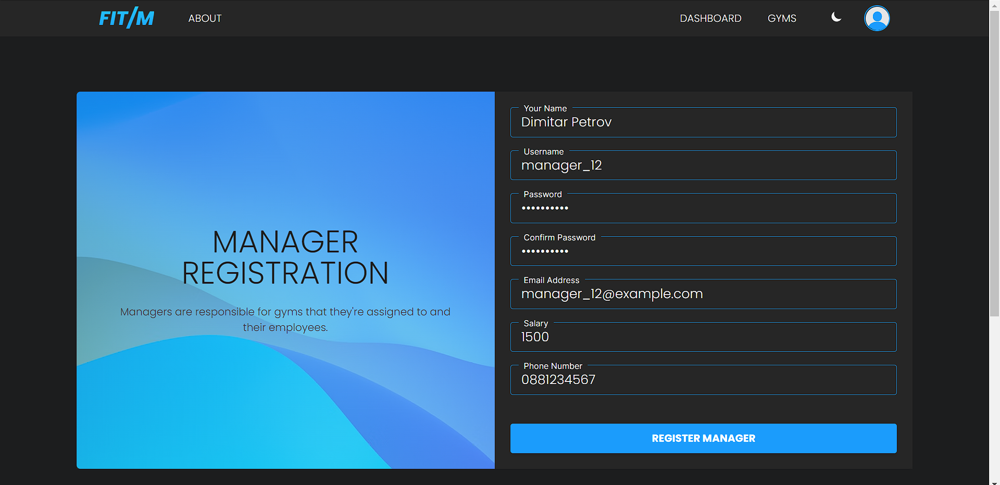 FIT/M
ABOUT
DASHBOARD
GYMS
MANAGER
REGISTRATION
Managers are responsible for gyms that they're assigned to and
their employees.
Your Name
Dimitar Petrov
Username
manager_12
Password
••••••••••
Confirm Password
••••••••••
Email Address
manager_12@example.com
Salary
1500
Phone Number
0881234567
REGISTER MANAGER